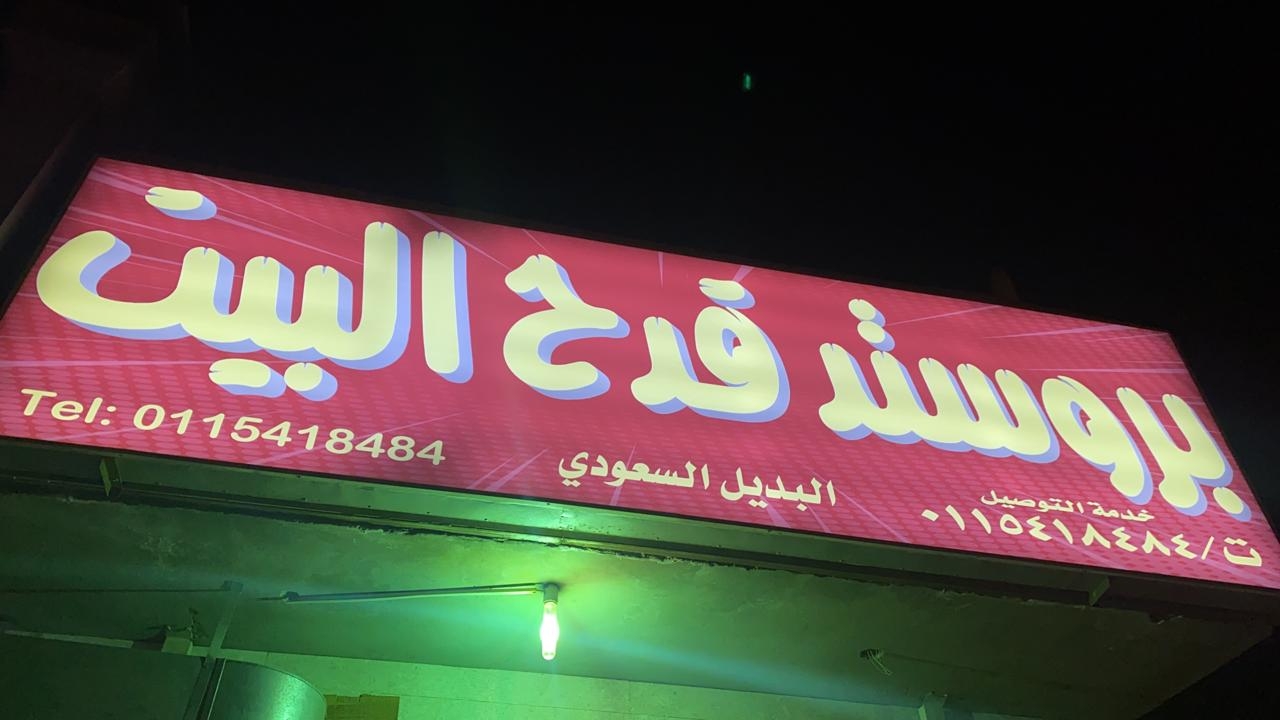 بروستد قدح البيت
خدمة التوصيل
ت/٠١١٥٤١٨٤٨٤
البديل السعودي
Tel: 0115418484